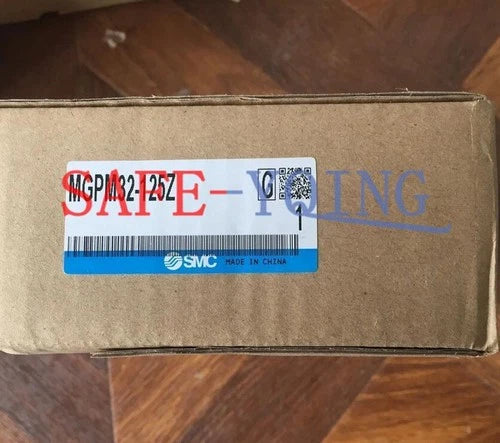 MGPM32-125Z
G
SAFE-YQING
1
SMC MADE IN CHINA